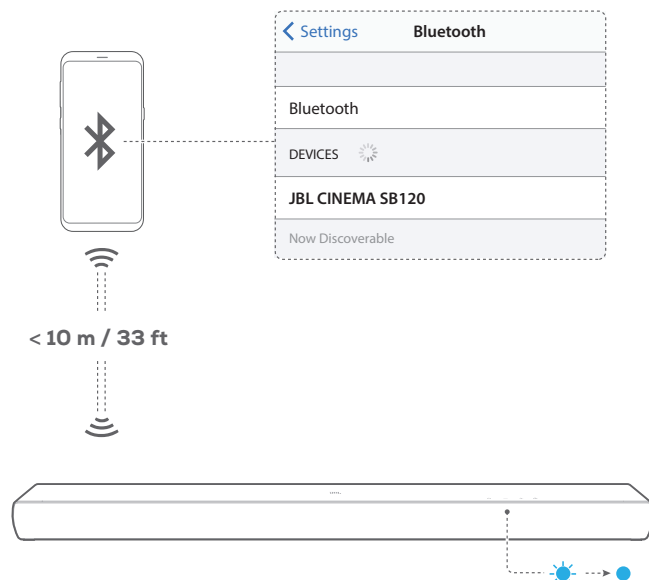 Settings Bluetooth
Bluetooth
DEVICES
JBL CINEMA SB120
Now Discoverable
< 10 m / 33 ft